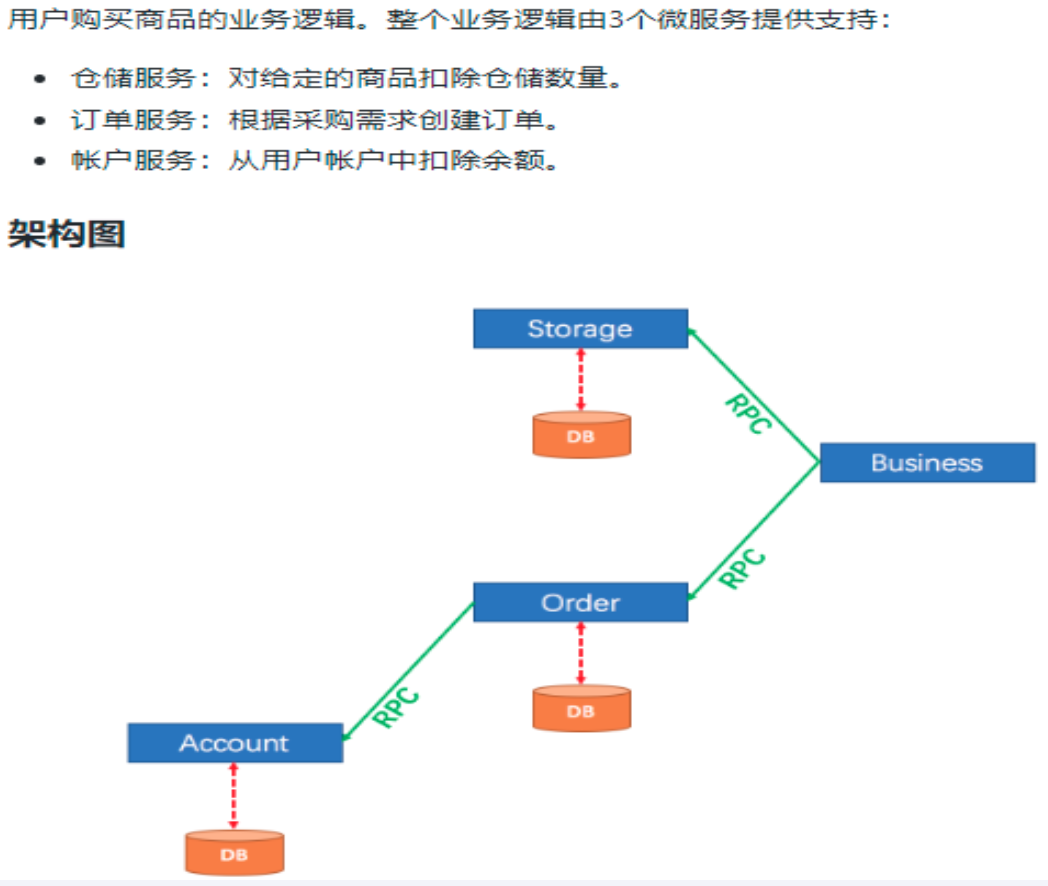 用户购买商品的业务逻辑。整个业务逻辑由3个微服务提供支持：
• 仓储服务：对给定的商品扣除仓储数量。
• 订单服务：根据采购需求创建订单。
• 帐户服务：从用户帐户中扣除余额。
架构图
Storage
RPC
DB
Business
RPC
Order
RPC
DB
Account
DB